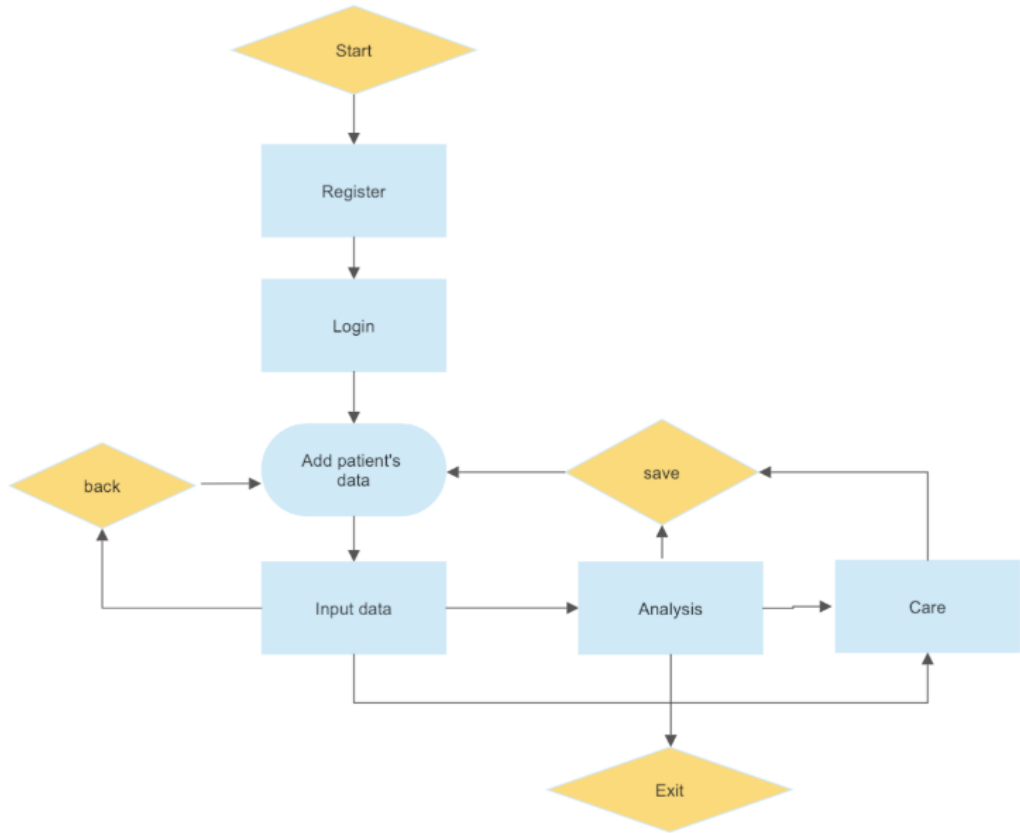 Start
Register
Login
Add patient's
data
back
save
Input data
Analysis
Care
Exit